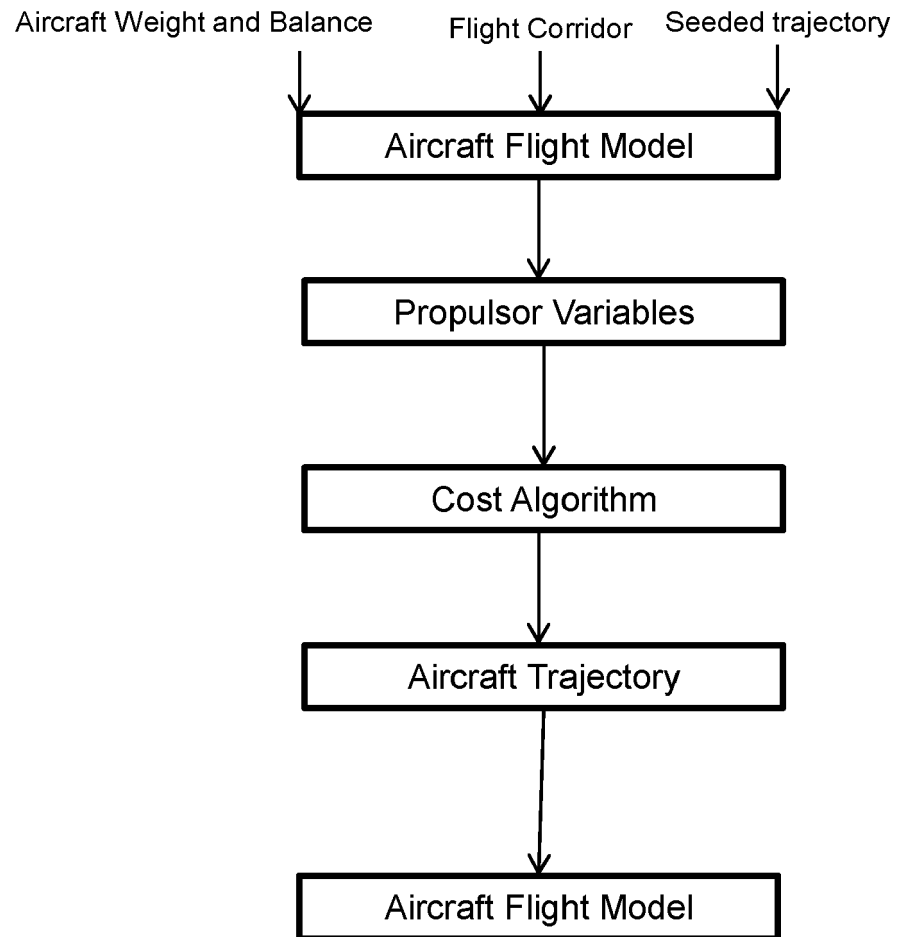 Aircraft Weight and Balance
Flight Corridor
Seeded trajectory
Aircraft Flight Model
Propulsor Variables
Cost Algorithm
Aircraft Trajectory
Aircraft Flight Model